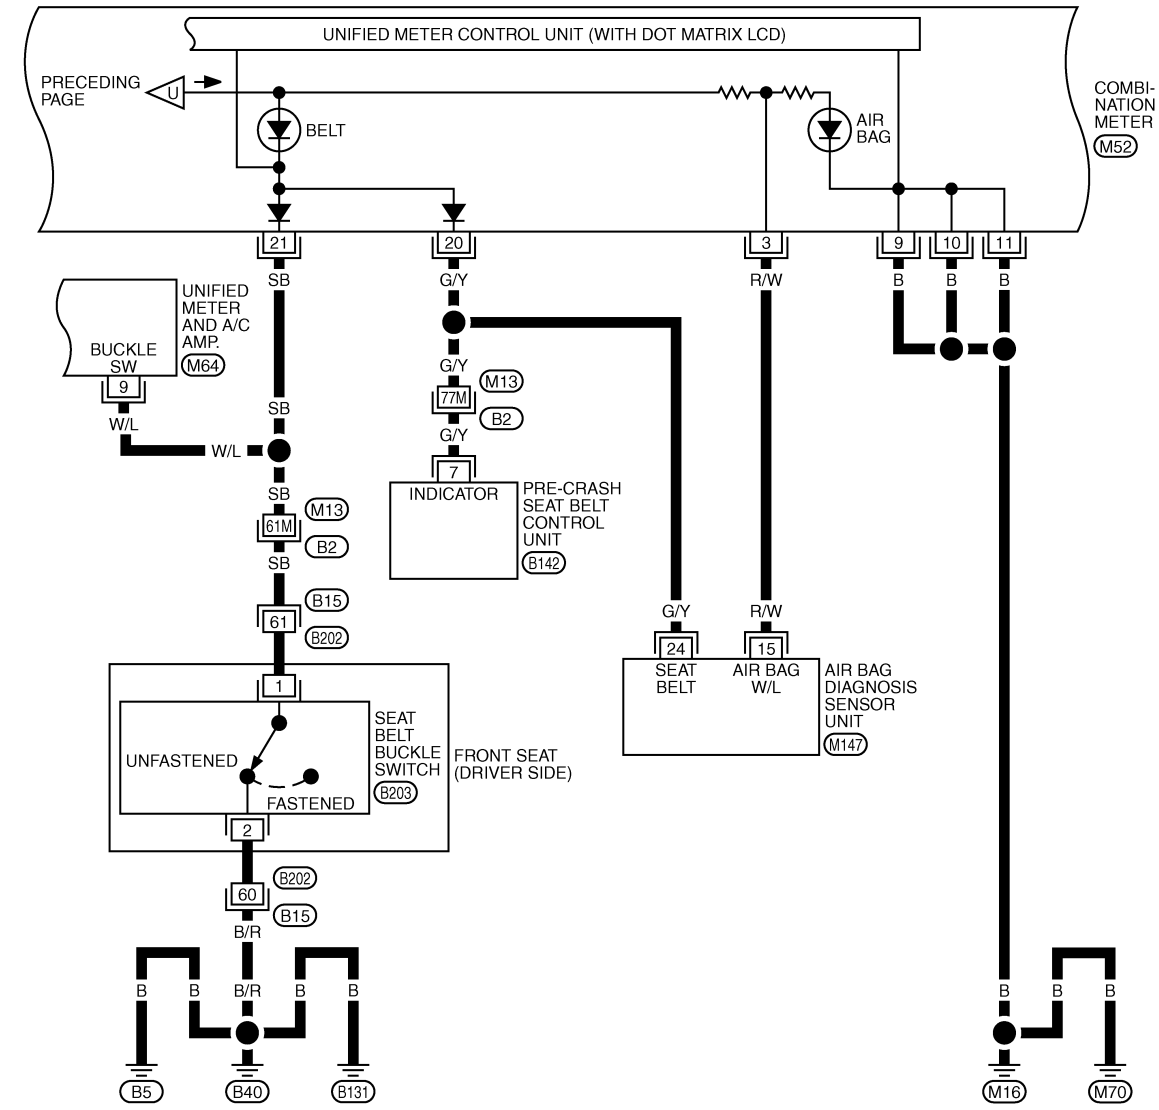 UNIFIED METER CONTROL UNIT (WITH DOT MATRIX LCD)
PRECEDING
PAGE
U
BELT
AIR
BAG
COMBI-
NATION
METER
M52
21
20
3
9
10
11
SB
G/Y
R/W
B
B
B
UNIFIED
METER
AND A/C
AMP.
M64
BUCKLE
SW
9
W/L
W/L
SB
G/Y
77M
M13
B2
G/Y
7
INDICATOR
PRE-CRASH
SEAT BELT
CONTROL
UNIT
B142
SB
61M
M13
B2
SB
61
B15
B202
1
SEAT
BELT
BUCKLE
SWITCH
B203
UNFASTENED
FASTENED
FRONT SEAT
(DRIVER SIDE)
G/Y
R/W
24
15
SEAT
BELT
AIR BAG
W/L
AIR BAG
DIAGNOSIS
SENSOR
UNIT
M147
2
60
B202
B15
B/R
B
B
B/R
B
B
B
B
B
B5
B40
B131
M16
M70